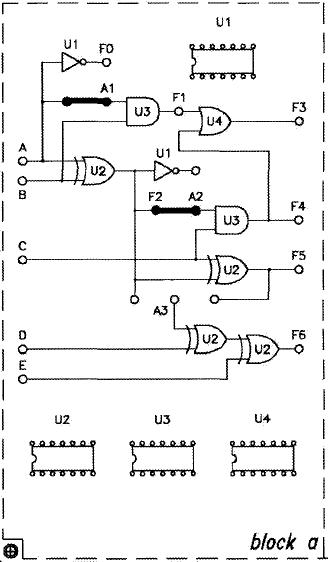 U1
U1 F0
A1
U3 F1 U4 F3
A
B U2 U1
F2 A2 U3 F4
C U2 F5
A3
D U2 U2 F6
E
U2 U3 U4
block a